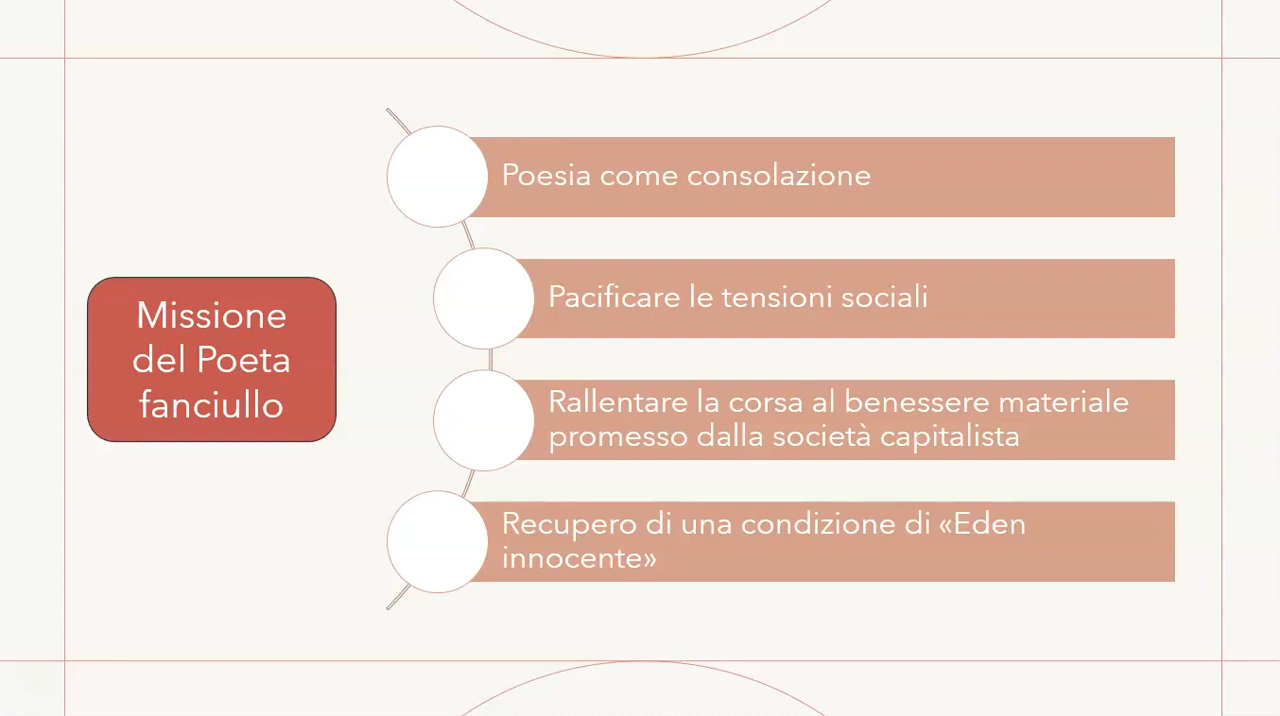 Missione
del Poeta
fanciullo
Poesia come consolazione
Pacificare le tensioni sociali
Rallentare la corsa al benessere materiale
promesso dalla società capitalista
Recupero di una condizione di «Eden
innocente»